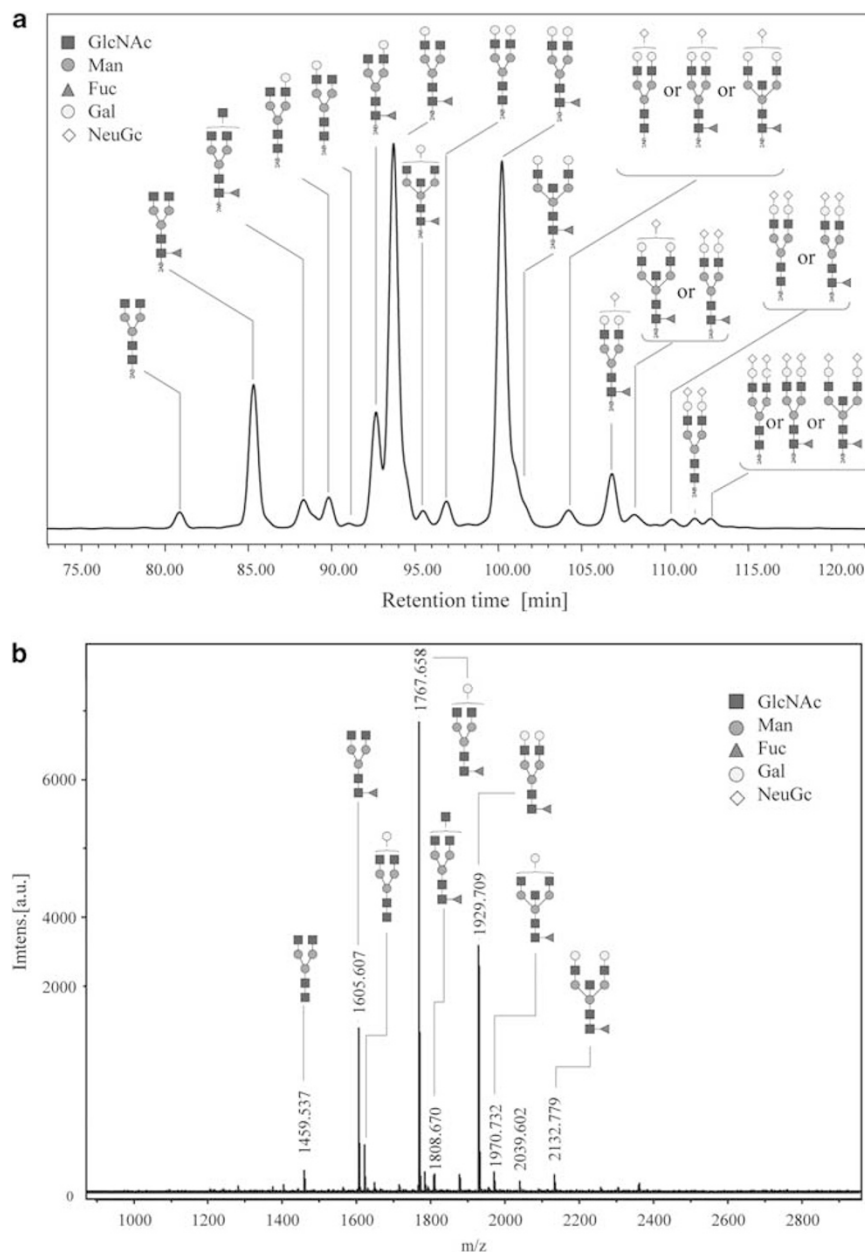 a
GlcNAc
Man
Fuc
Gal
NeuGc
or
or
or
or
or
or
75.00
80.00
85.00
90.00
95.00
100.00
105.00
110.00
115.00
120.00
Retention time [min]
b
1767.658
GlcNAc
Man
Fuc
Gal
NeuGc
6000
4000
2000
0
Imtens.[a.u.]
1459.537
1605.607
1808.670
1929.709
1970.732
2039.602
2132.779
1000
1200
1400
1600
1800
2000
2200
2400
2600
2800
m/z